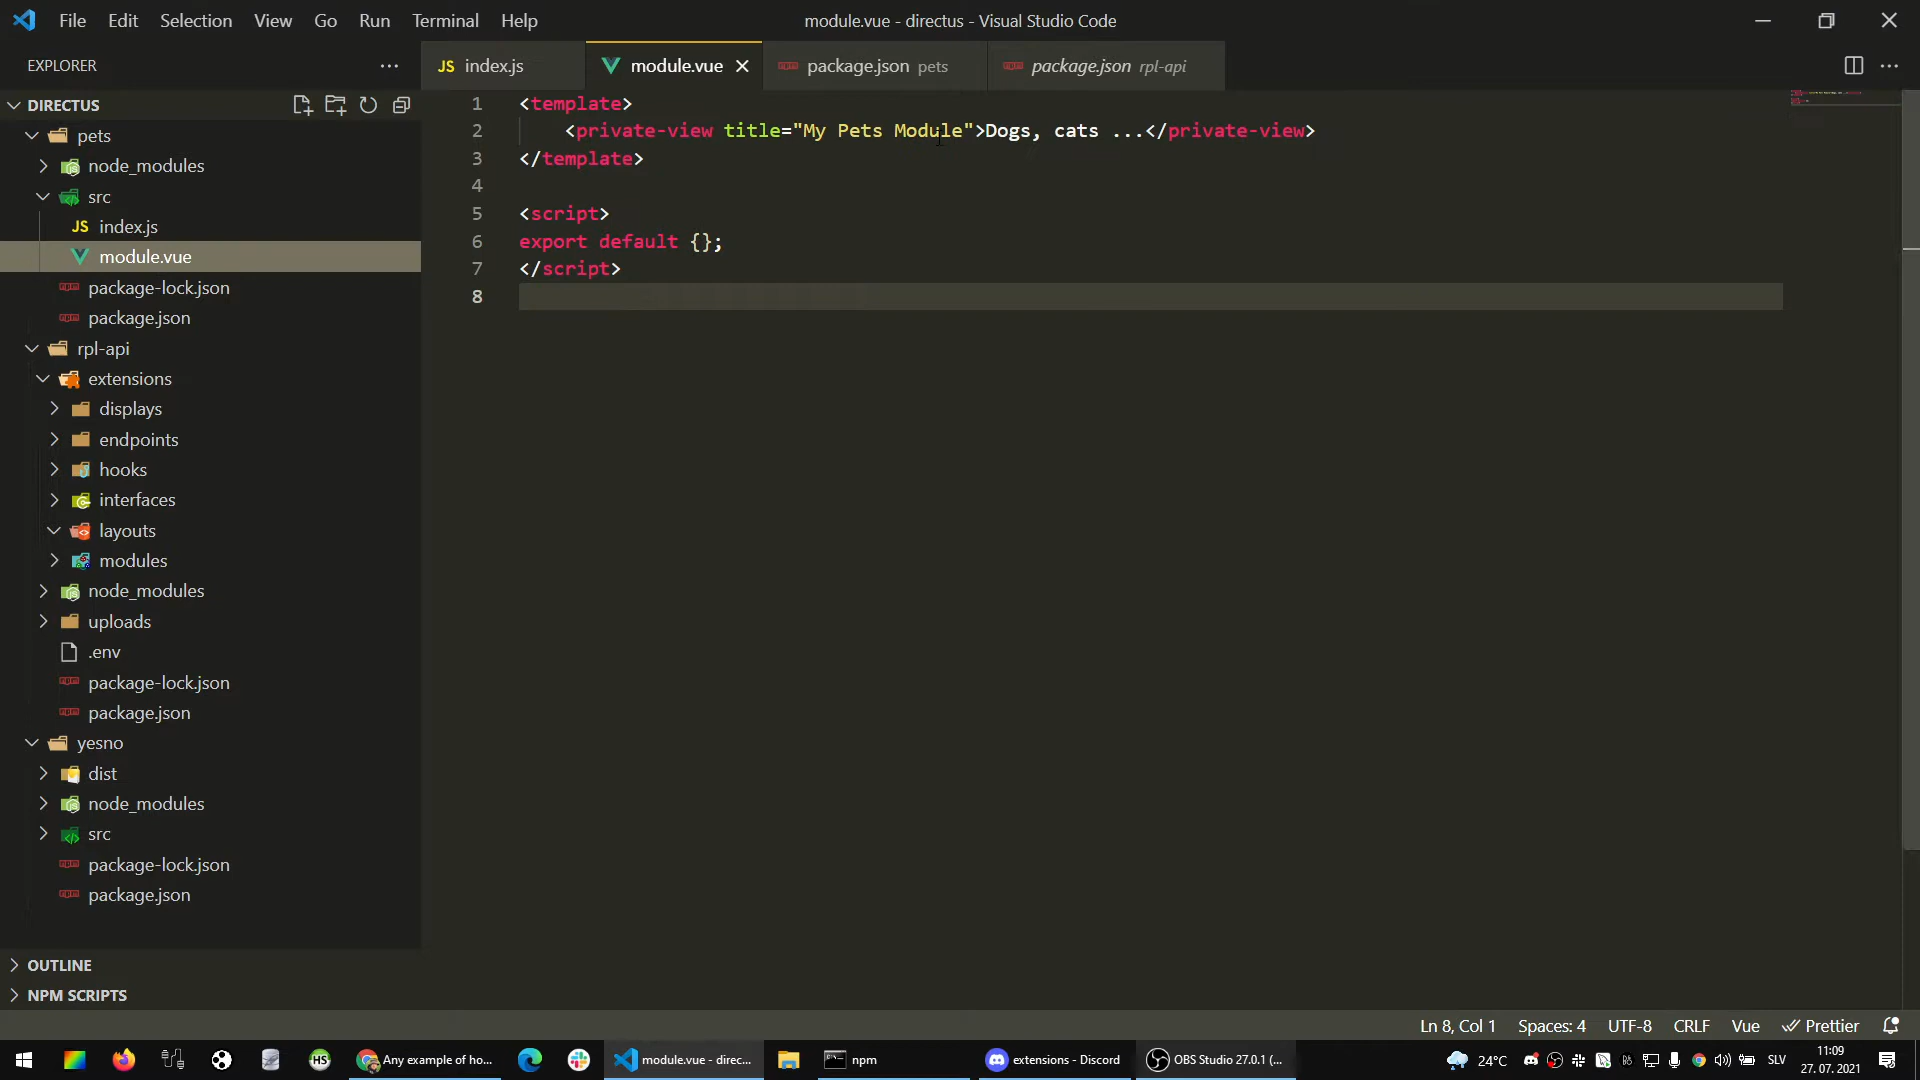 File Edit Selection View Go Run Terminal Help
module.vue - directus - Visual Studio Code
EXPLORER
JS index.js
module.vue
package.json pets
package.json rpl-api
DIRECTUS
pets
node_modules
src
JS index.js
module.vue
package-lock.json
package.json
rpl-api
extensions
displays
endpoints
hooks
interfaces
layouts
modules
node_modules
uploads
.env
package-lock.json
package.json
yesno
dist
node_modules
src
package-lock.json
package.json
OUTLINE
NPM SCRIPTS
1 <template>
2 <private-view title="My Pets Module">Dogs, cats ...</private-view>
3 </template>
4
5 <script>
6 export default {};
7 </script>
8
Ln 8, Col 1 Spaces: 4 UTF-8 CRLF Vue Prettier
HS
Any example of ho...
module.vue - direc...
npm
extensions - Discord
OBS Studio 27.0.1 (...
24°C
SLV
11:09
27. 07. 2021